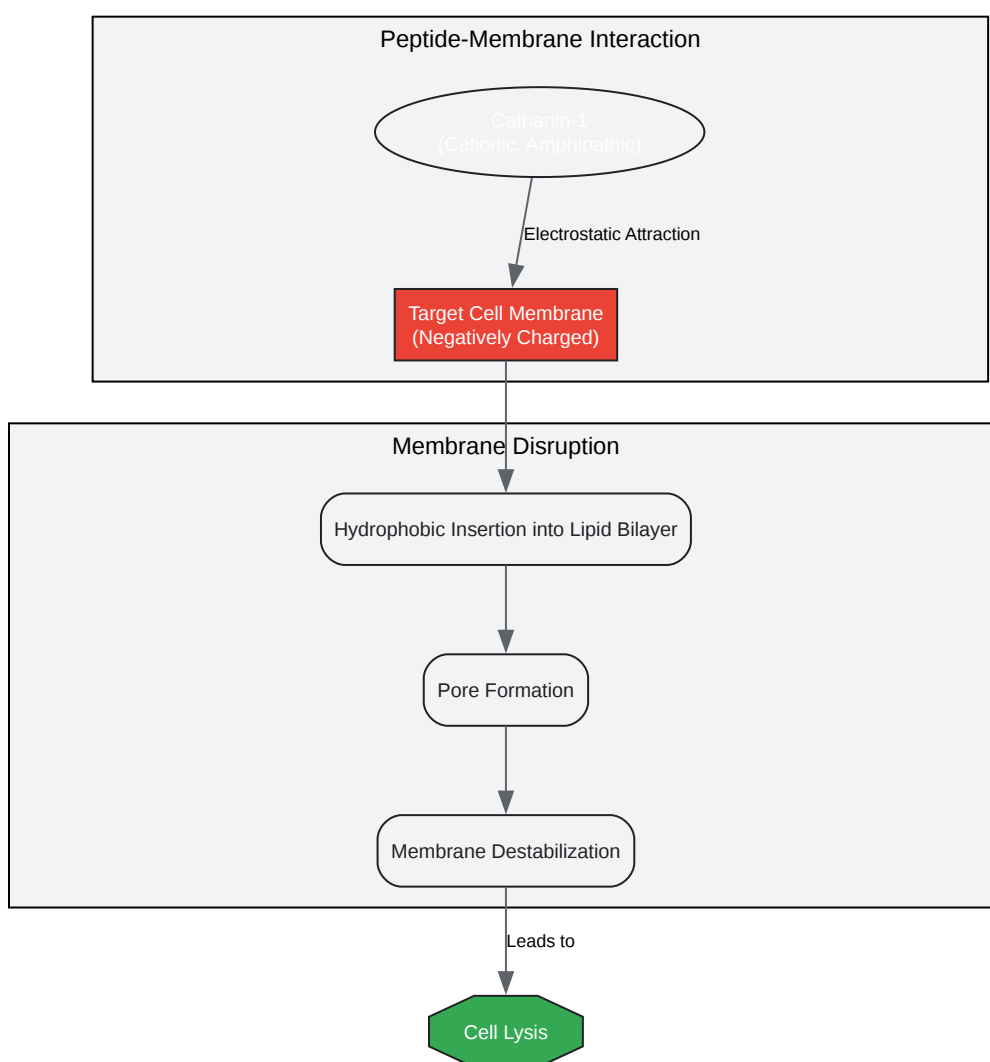 Peptide-Membrane Interaction
Cathanin-1
(Cationic, Amphipathic)
Electrostatic Attraction
Target Cell Membrane
(Negatively Charged)
Membrane Disruption
Hydrophobic Insertion into Lipid Bilayer
Pore Formation
Membrane Destabilization
Leads to
Cell Lysis